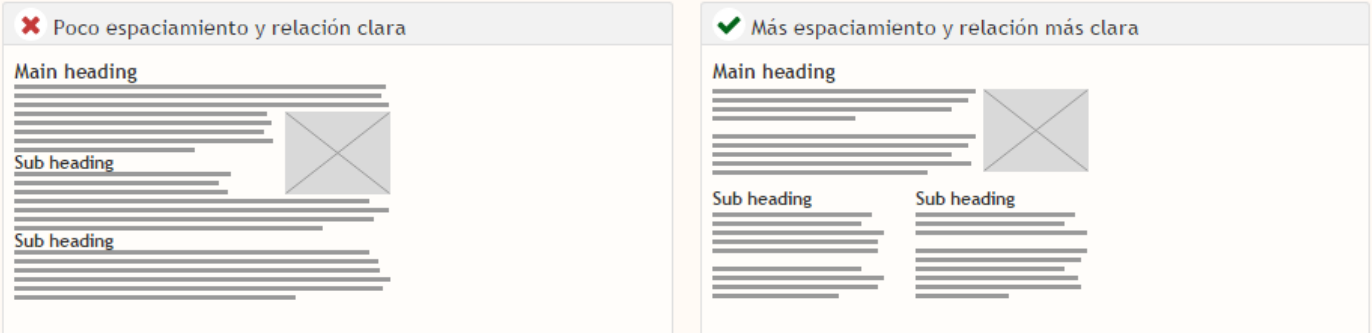 Poco espaciamiento y relación clara
Main heading
Sub heading
Sub heading
Más espaciamiento y relación más clara
Main heading
Sub heading
Sub heading